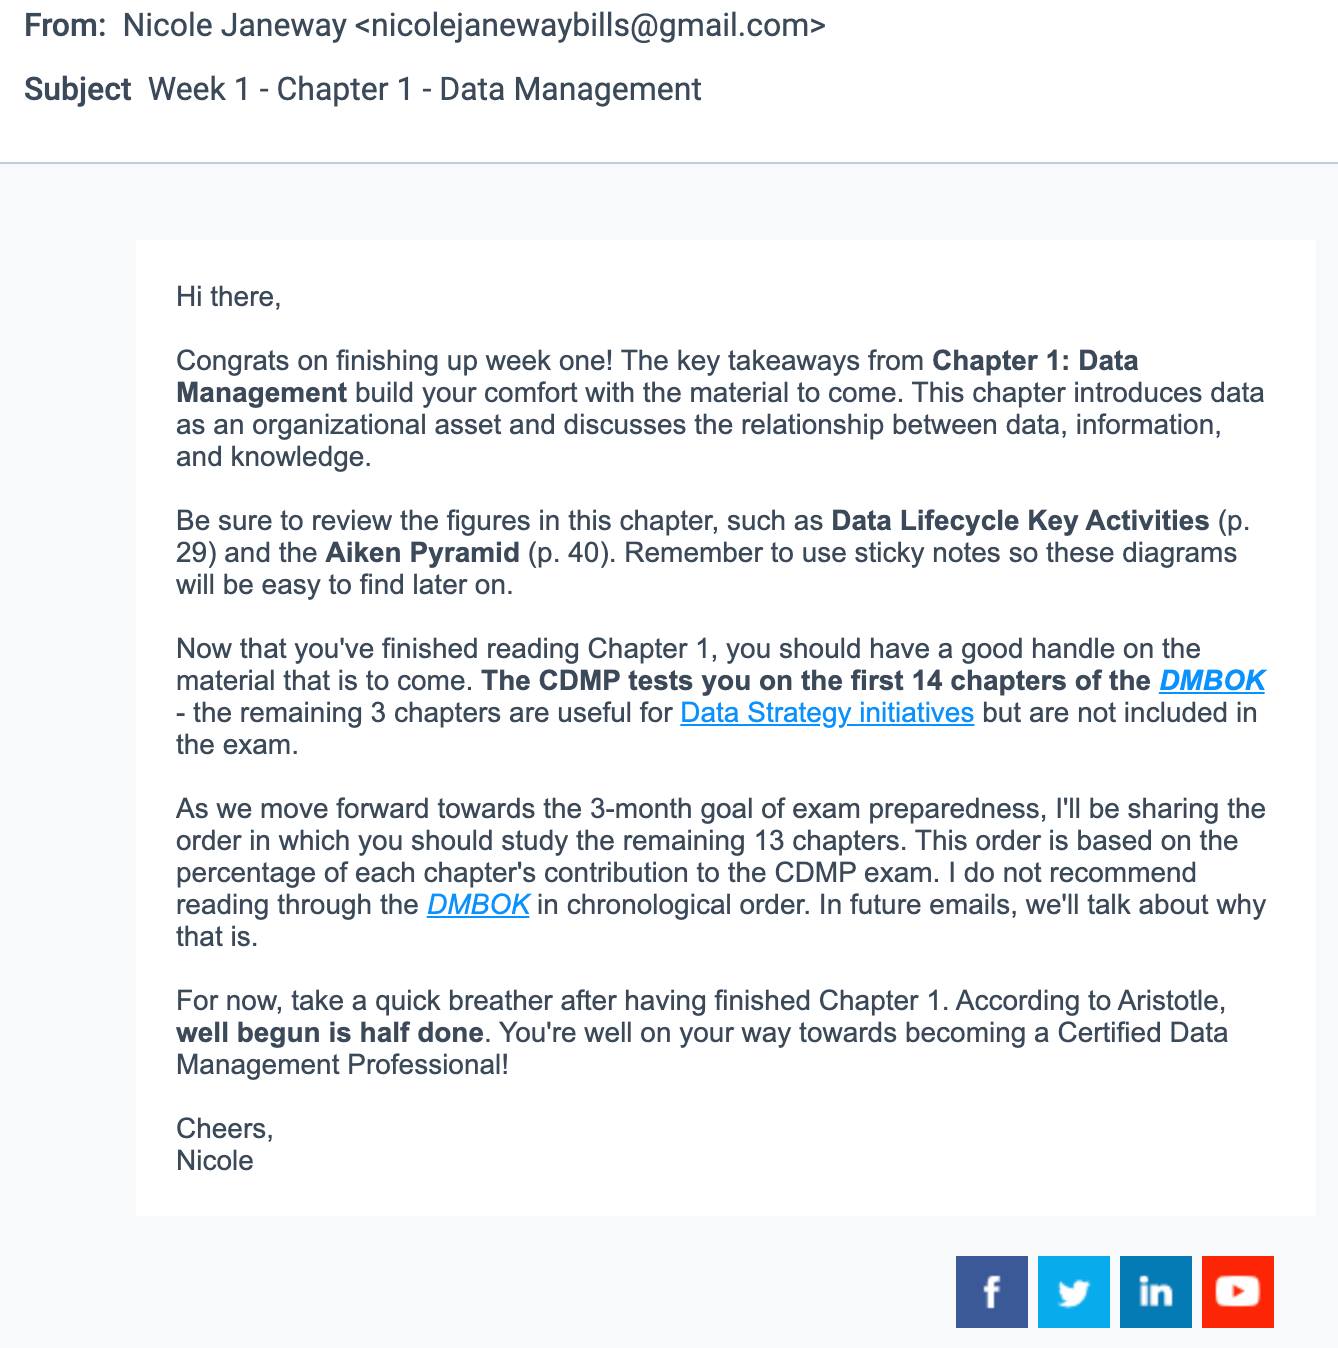 From: Nicole Janeway <nicolejanewaybills@gmail.com>
Subject Week 1 - Chapter 1 - Data Management
Hi there,
Congrats on finishing up week one! The key takeaways from Chapter 1: Data
Management build your comfort with the material to come. This chapter introduces data
as an organizational asset and discusses the relationship between data, information,
and knowledge.
Be sure to review the figures in this chapter, such as Data Lifecycle Key Activities (p.
29) and the Aiken Pyramid (p. 40). Remember to use sticky notes so these diagrams
will be easy to find later on.
Now that you've finished reading Chapter 1, you should have a good handle on the
material that is to come. The CDMP tests you on the first 14 chapters of the DMBOK
- the remaining 3 chapters are useful for Data Strategy initiatives but are not included in
the exam.
As we move forward towards the 3-month goal of exam preparedness, I'll be sharing the
order in which you should study the remaining 13 chapters. This order is based on the
percentage of each chapter's contribution to the CDMP exam. I do not recommend
reading through the DMBOK in chronological order. In future emails, we'll talk about why
that is.
For now, take a quick breather after having finished Chapter 1. According to Aristotle,
well begun is half done. You're well on your way towards becoming a Certified Data
Management Professional!
Cheers,
Nicole
f
in